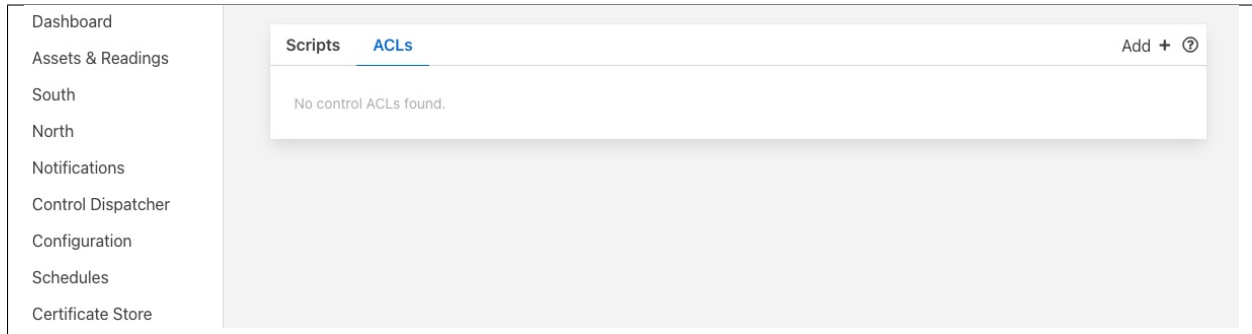 Dashboard
Assets & Readings
South
North
Notifications
Control Dispatcher
Configuration
Schedules
Certificate Store
Scripts ACLs Add + ?
No control ACLs found.